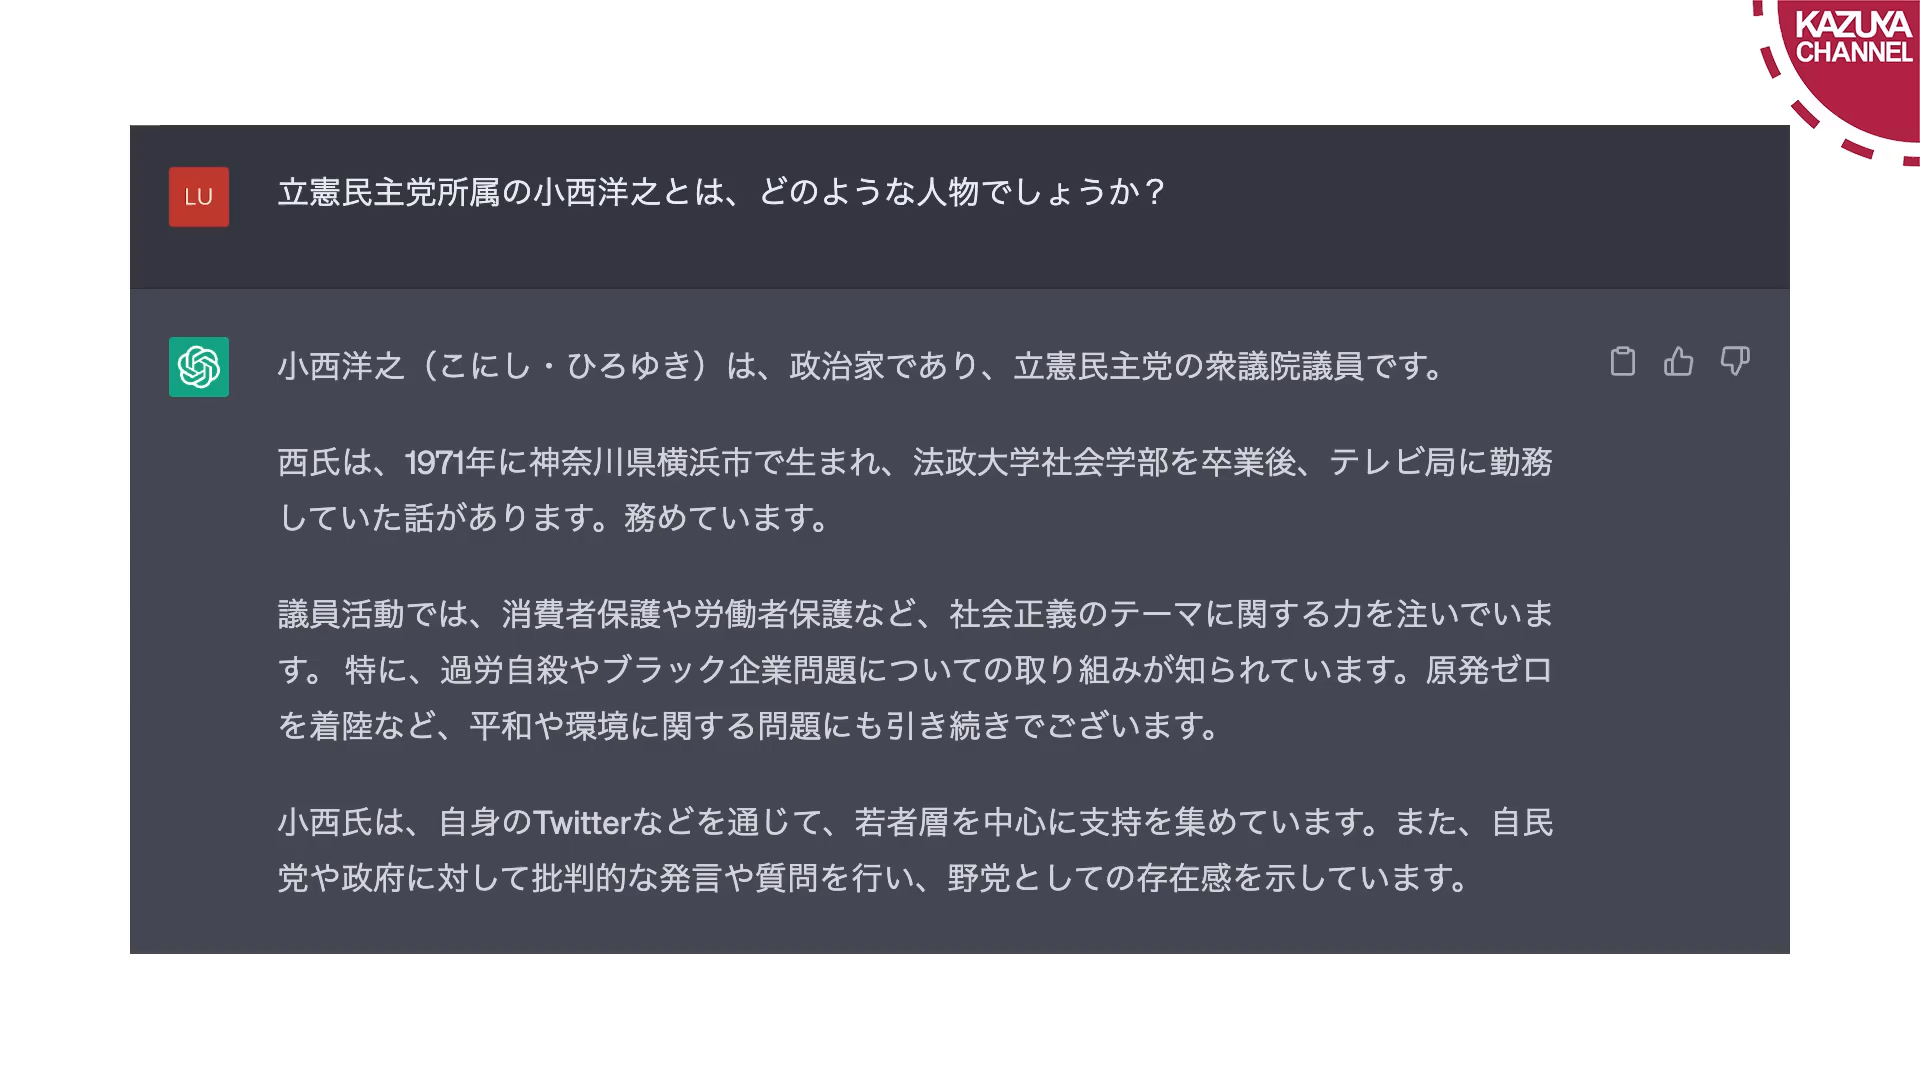 KAZUYA
CHANNEL
LU
立憲民主党所属の小西洋之とは、どのような人物でしょうか？
小西洋之（こにし・ひろゆき）は、政治家であり、立憲民主党の衆議院議員です。
西氏は、1971年に神奈川県横浜市で生まれ、法政大学社会学部を卒業後、テレビ局に勤務
していた話があります。務めています。
議員活動では、消費者保護や労働者保護など、社会正義のテーマに関する力を注いでいま
す。 特に、過労自殺やブラック企業問題についての取り組みが知られています。原発ゼロ
を着陸など、平和や環境に関する問題にも引き続きでございます。
小西氏は、自身のTwitterなどを通じて、若者層を中心に支持を集めています。また、自民
党や政府に対して批判的な発言や質問を行い、野党としての存在感を示しています。